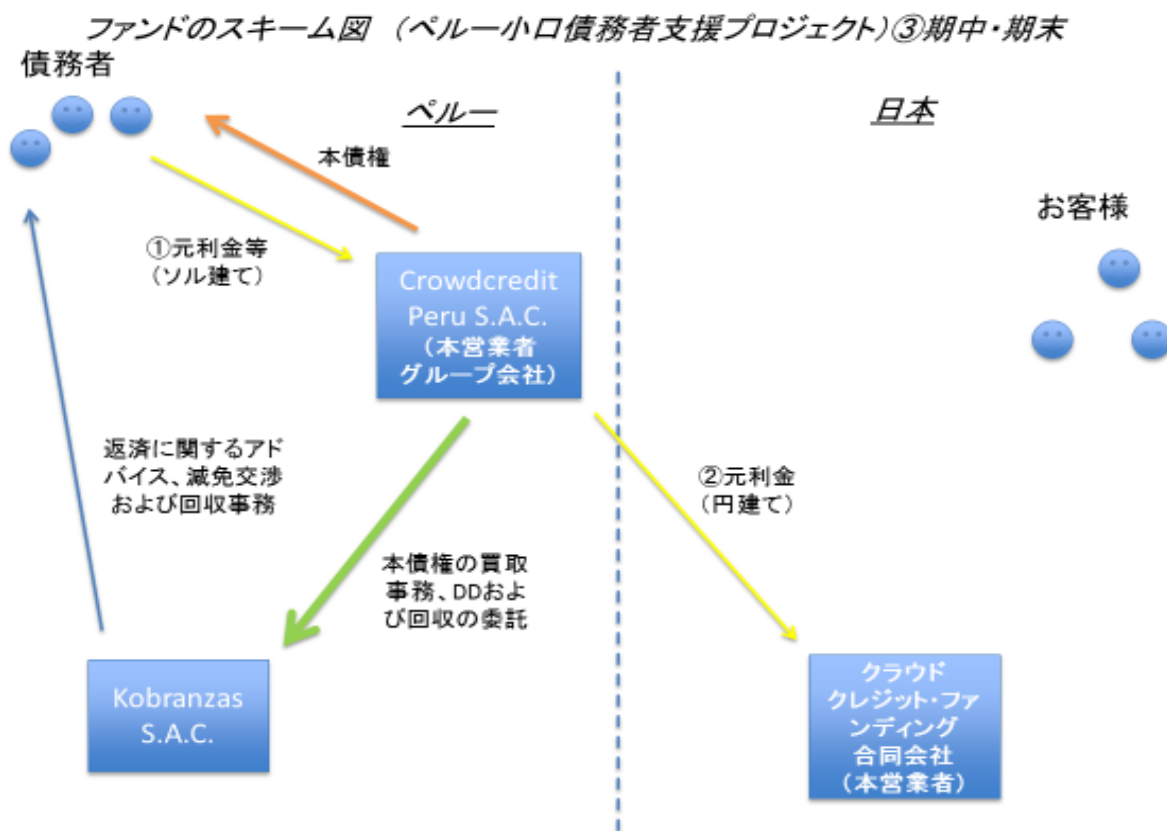 ファンドのスキーム図 （ペルー小口債務者支援プロジェクト）③期中・期末
債務者
ペルー
日本
本債権
お客様
①元利金等
（ソル建て）
Crowdcredit
Peru S.A.C.
（本営業者
グループ会社）
返済に関するアド
バイス、減免交渉
および回収事務
②元利金
（円建て）
本債権の買取
事務、DDおよ
び回収の委託
Kobranzas
S.A.C.
クラウド
クレジット・ファ
ンディング
合同会社
（本営業者）